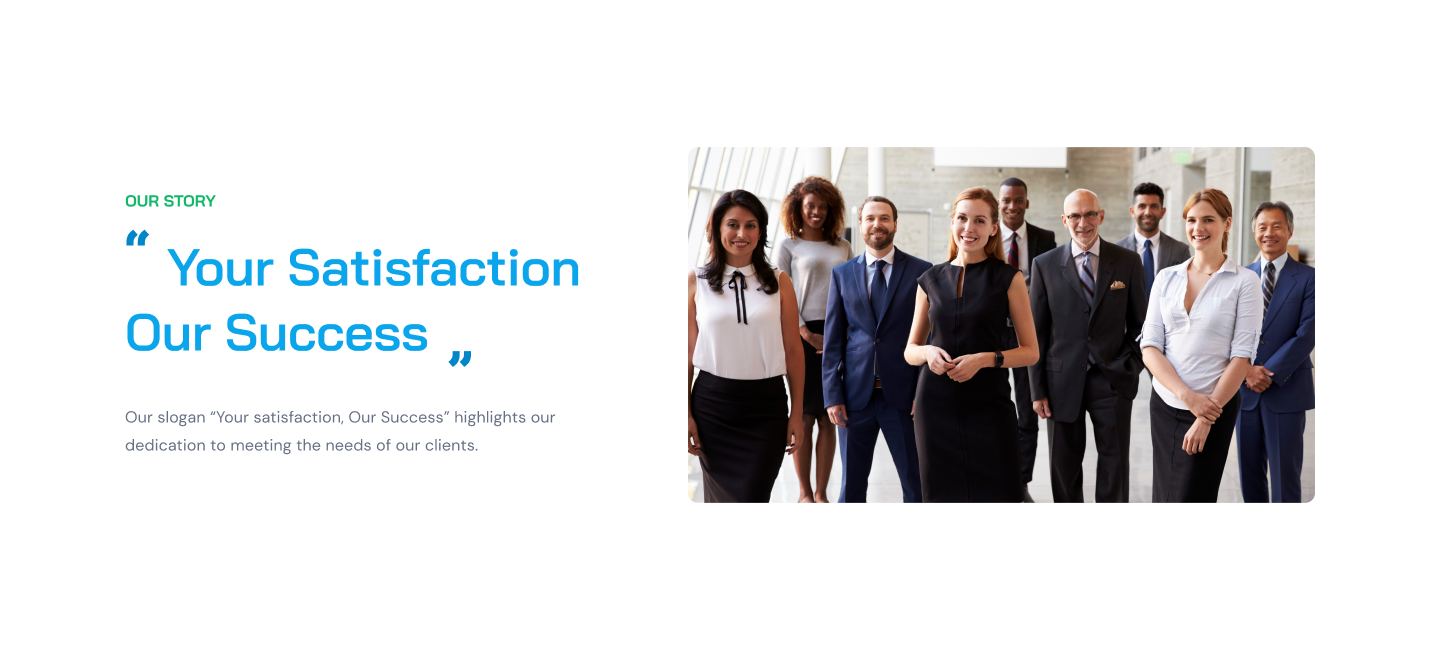 OUR STORY
“ Your Satisfaction
Our Success ”
Our slogan “Your satisfaction, Our Success” highlights our
dedication to meeting the needs of our clients.